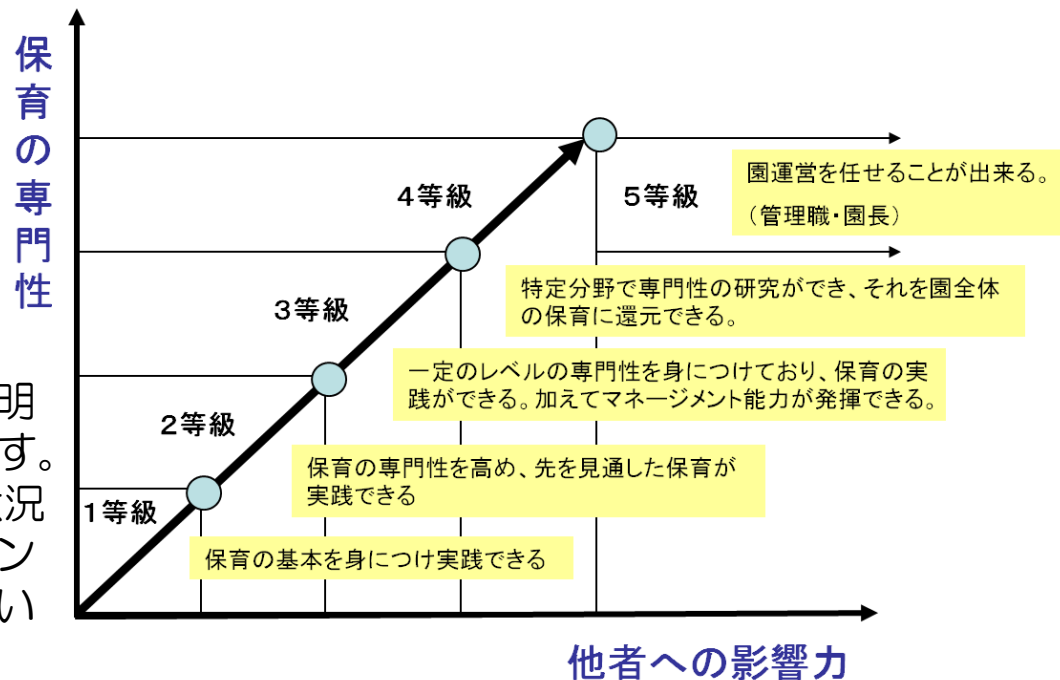 保育の専門性
4等級
5等級
園運営を任せることが出来る。
（管理職・園長）
3等級
特定分野で専門性の研究ができ、それを園全体
の保育に還元できる。
一定のレベルの専門性を身につけており、保育の実
践ができる。加えてマネージメント能力が発揮できる。
2等級
保育の専門性を高め、先を見通した保育が
実践できる
1等級
保育の基本を身につけ実践できる
明
す。
況
ン
い
他者への影響力